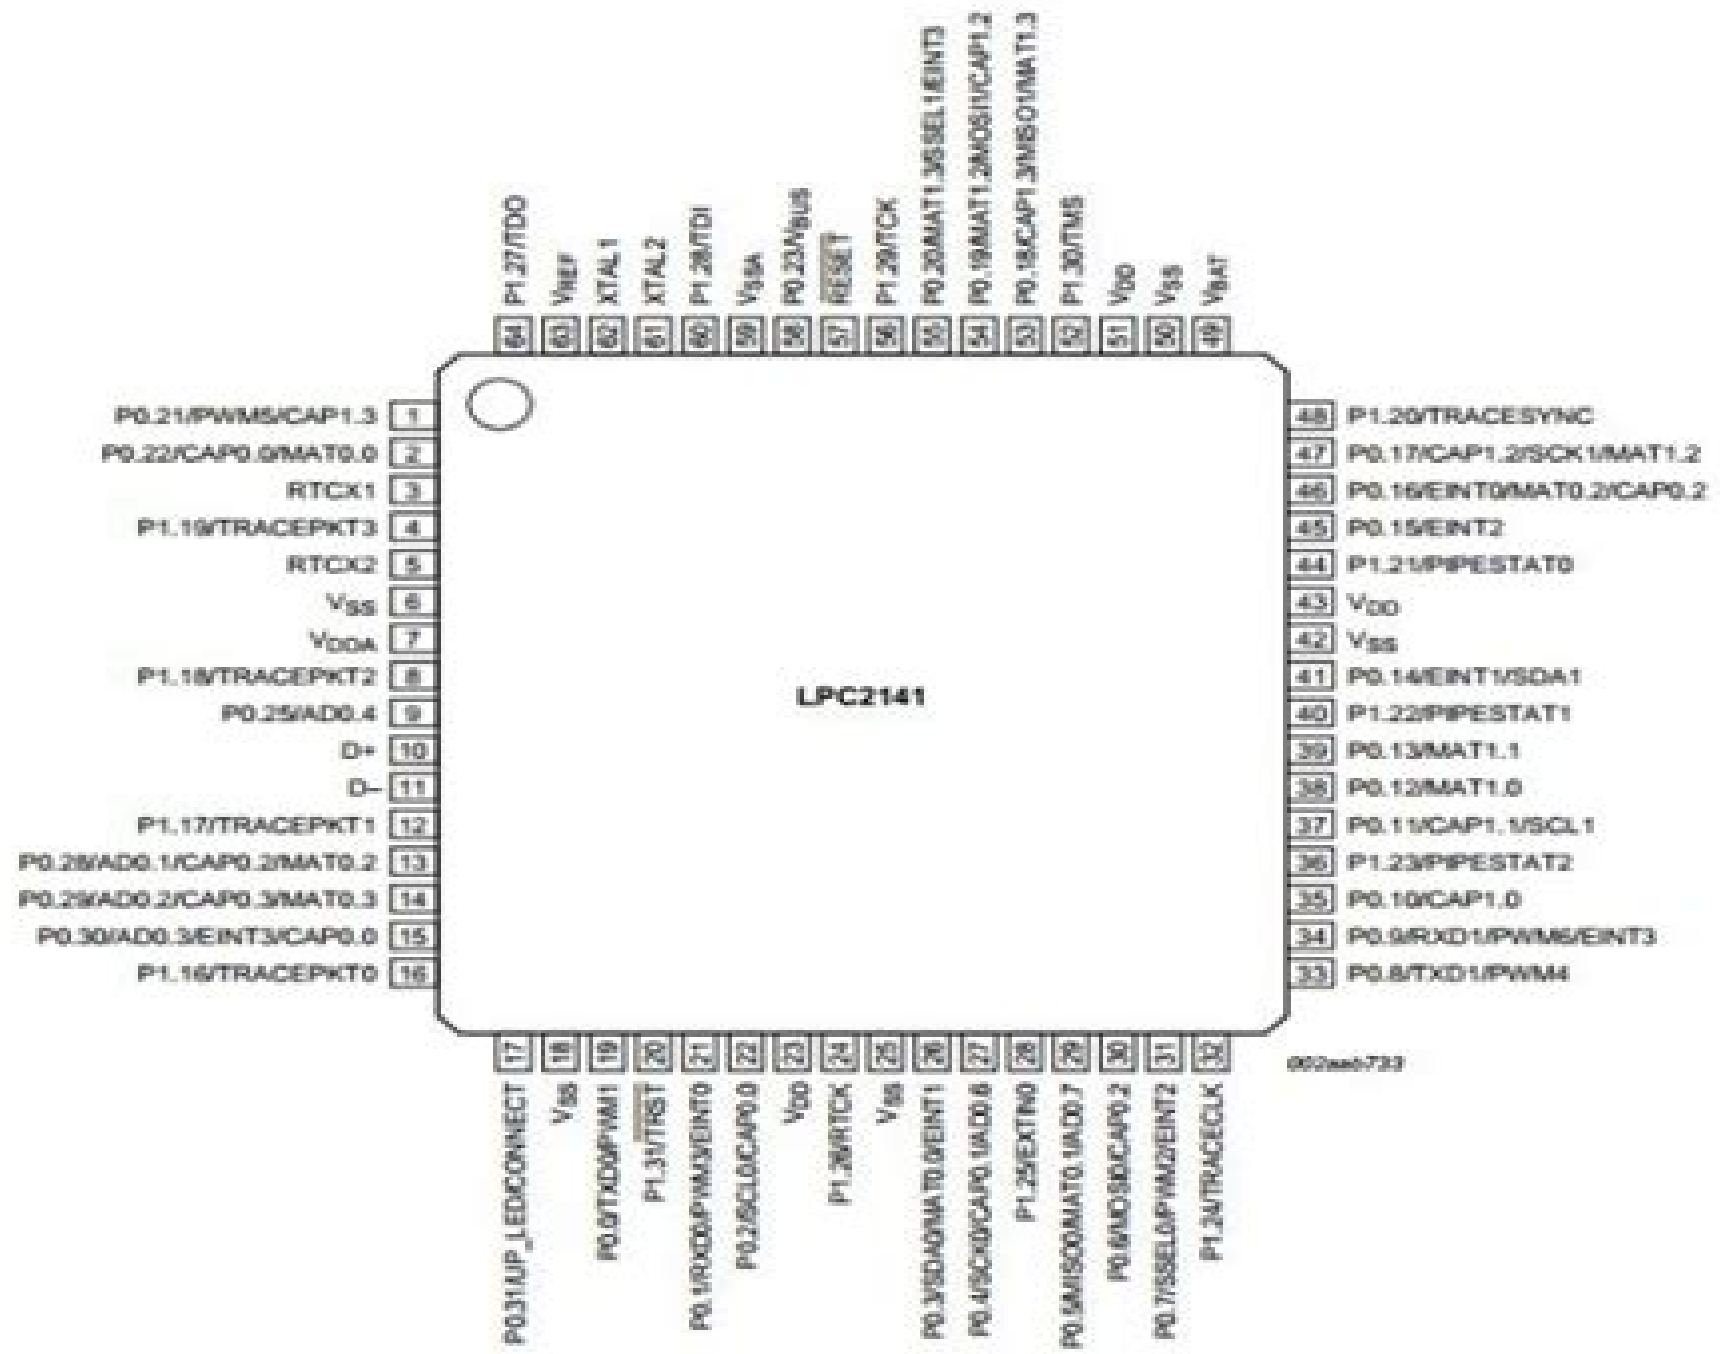 P1.27/TDO
VREF
XTAL1
XTAL2
P1.28/TDI
VSSA
P0.23/VBUS
RESET
P1.29/TCK
P0.20/MAT1.3/SSEL1/EINT3
P0.19/MAT1.2/MOSI1/CAP1.2
P0.18/CAP1.3/MISO1/MAT1.3
P1.30/TMS
VDD
VSS
VBAT
64 63 62 61 60 59 58 57 56 55 54 53 52 51 50 49
P0.21/PWM5/CAP1.3 1
P0.22/CAP0.0/MAT0.0 2
RTCX1 3
P1.19/TRACEPKT3 4
RTCX2 5
VSS 6
VDDA 7
P1.18/TRACEPKT2 8
P0.25/AD0.4 9
D+ 10
D− 11
P1.17/TRACEPKT1 12
P0.28/AD0.1/CAP0.2/MAT0.2 13
P0.29/AD0.2/CAP0.3/MAT0.3 14
P0.30/AD0.3/EINT3/CAP0.0 15
P1.16/TRACEPKT0 16
LPC2141
48 P1.20/TRACESYNC
47 P0.17/CAP1.2/SCK1/MAT1.2
46 P0.16/EINT0/MAT0.2/CAP0.2
45 P0.15/EINT2
44 P1.21/PIPESTAT0
43 VDD
42 VSS
41 P0.14/EINT1/SDA1
40 P1.22/PIPESTAT1
39 P0.13/MAT1.1
38 P0.12/MAT1.0
37 P0.11/CAP1.1/SCL1
36 P1.23/PIPESTAT2
35 P0.10/CAP1.0
34 P0.9/RXD1/PWM6/EINT3
33 P0.8/TXD1/PWM4
17 18 19 20 21 22 23 24 25 26 27 28 29 30 31 32
P0.31/UP_LED/CONNECT
VSS
P0.0/TXD0/PWM1
P1.31/TRST
P0.1/RXD0/PWM3/EINT0
P0.2/SCL0/CAP0.0
VDD
P1.26/RTCK
VSS
P0.3/SDA0/MAT0.0/EINT1
P0.4/SCK0/CAP0.1/AD0.6
P1.25/EXTIN0
P0.5/MISO0/MAT0.1/AD0.7
P0.6/MOSI0/CAP0.2
P0.7/SSEL0/PWM2/EINT2
P1.24/TRACECLK
002aab733